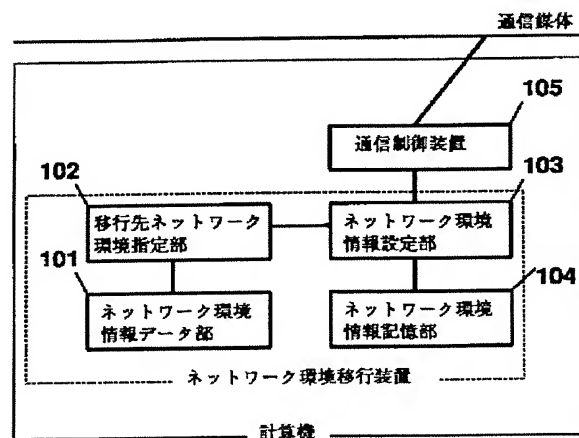 通信媒体
105
通信制御装置
102
103
移行先ネットワーク
環境指定部
ネットワーク環境
情報設定部
101
104
ネットワーク環境
情報データ部
ネットワーク環境
情報記憶部
ネットワーク環境移行装置
計算機